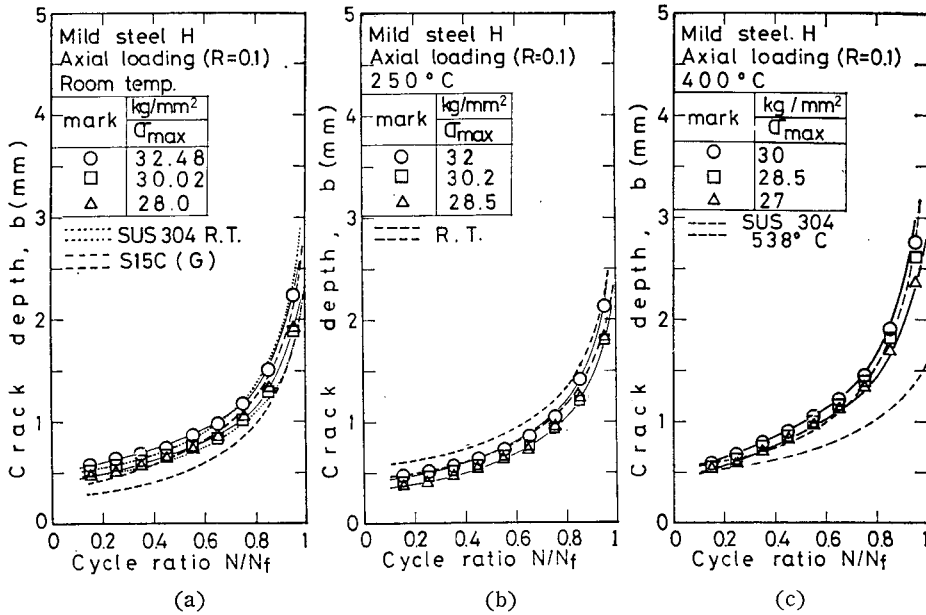 Mild steel H
Axial loading (R=0.1)
Room temp.
mark kg/mm²
σmax
○ 32.48
□ 30.02
△ 28.0
SUS 304 R.T.
S15C (G)
Crack depth, b (mm)
5
4
3
2
1
0
0 0.2 0.4 0.6 0.8 1
Cycle ratio N/Nf
(a)
Mild steel H
Axial loading (R=0.1)
250°C
mark kg/mm²
σmax
○ 32
□ 30.2
△ 28.5
R.T.
Crack depth, b (mm)
5
4
3
2
1
0
0 0.2 0.4 0.6 0.8 1
Cycle ratio N/Nf
(b)
Mild steel. H
Axial loading (R=0.1)
400°C
mark kg/mm²
σmax
○ 30
□ 28.5
△ 27
SUS 304
538°C
Crack depth, b (mm)
5
4
3
2
1
0
0 0.2 0.4 0.6 0.8 1
Cycle ratio N/Nf
(c)